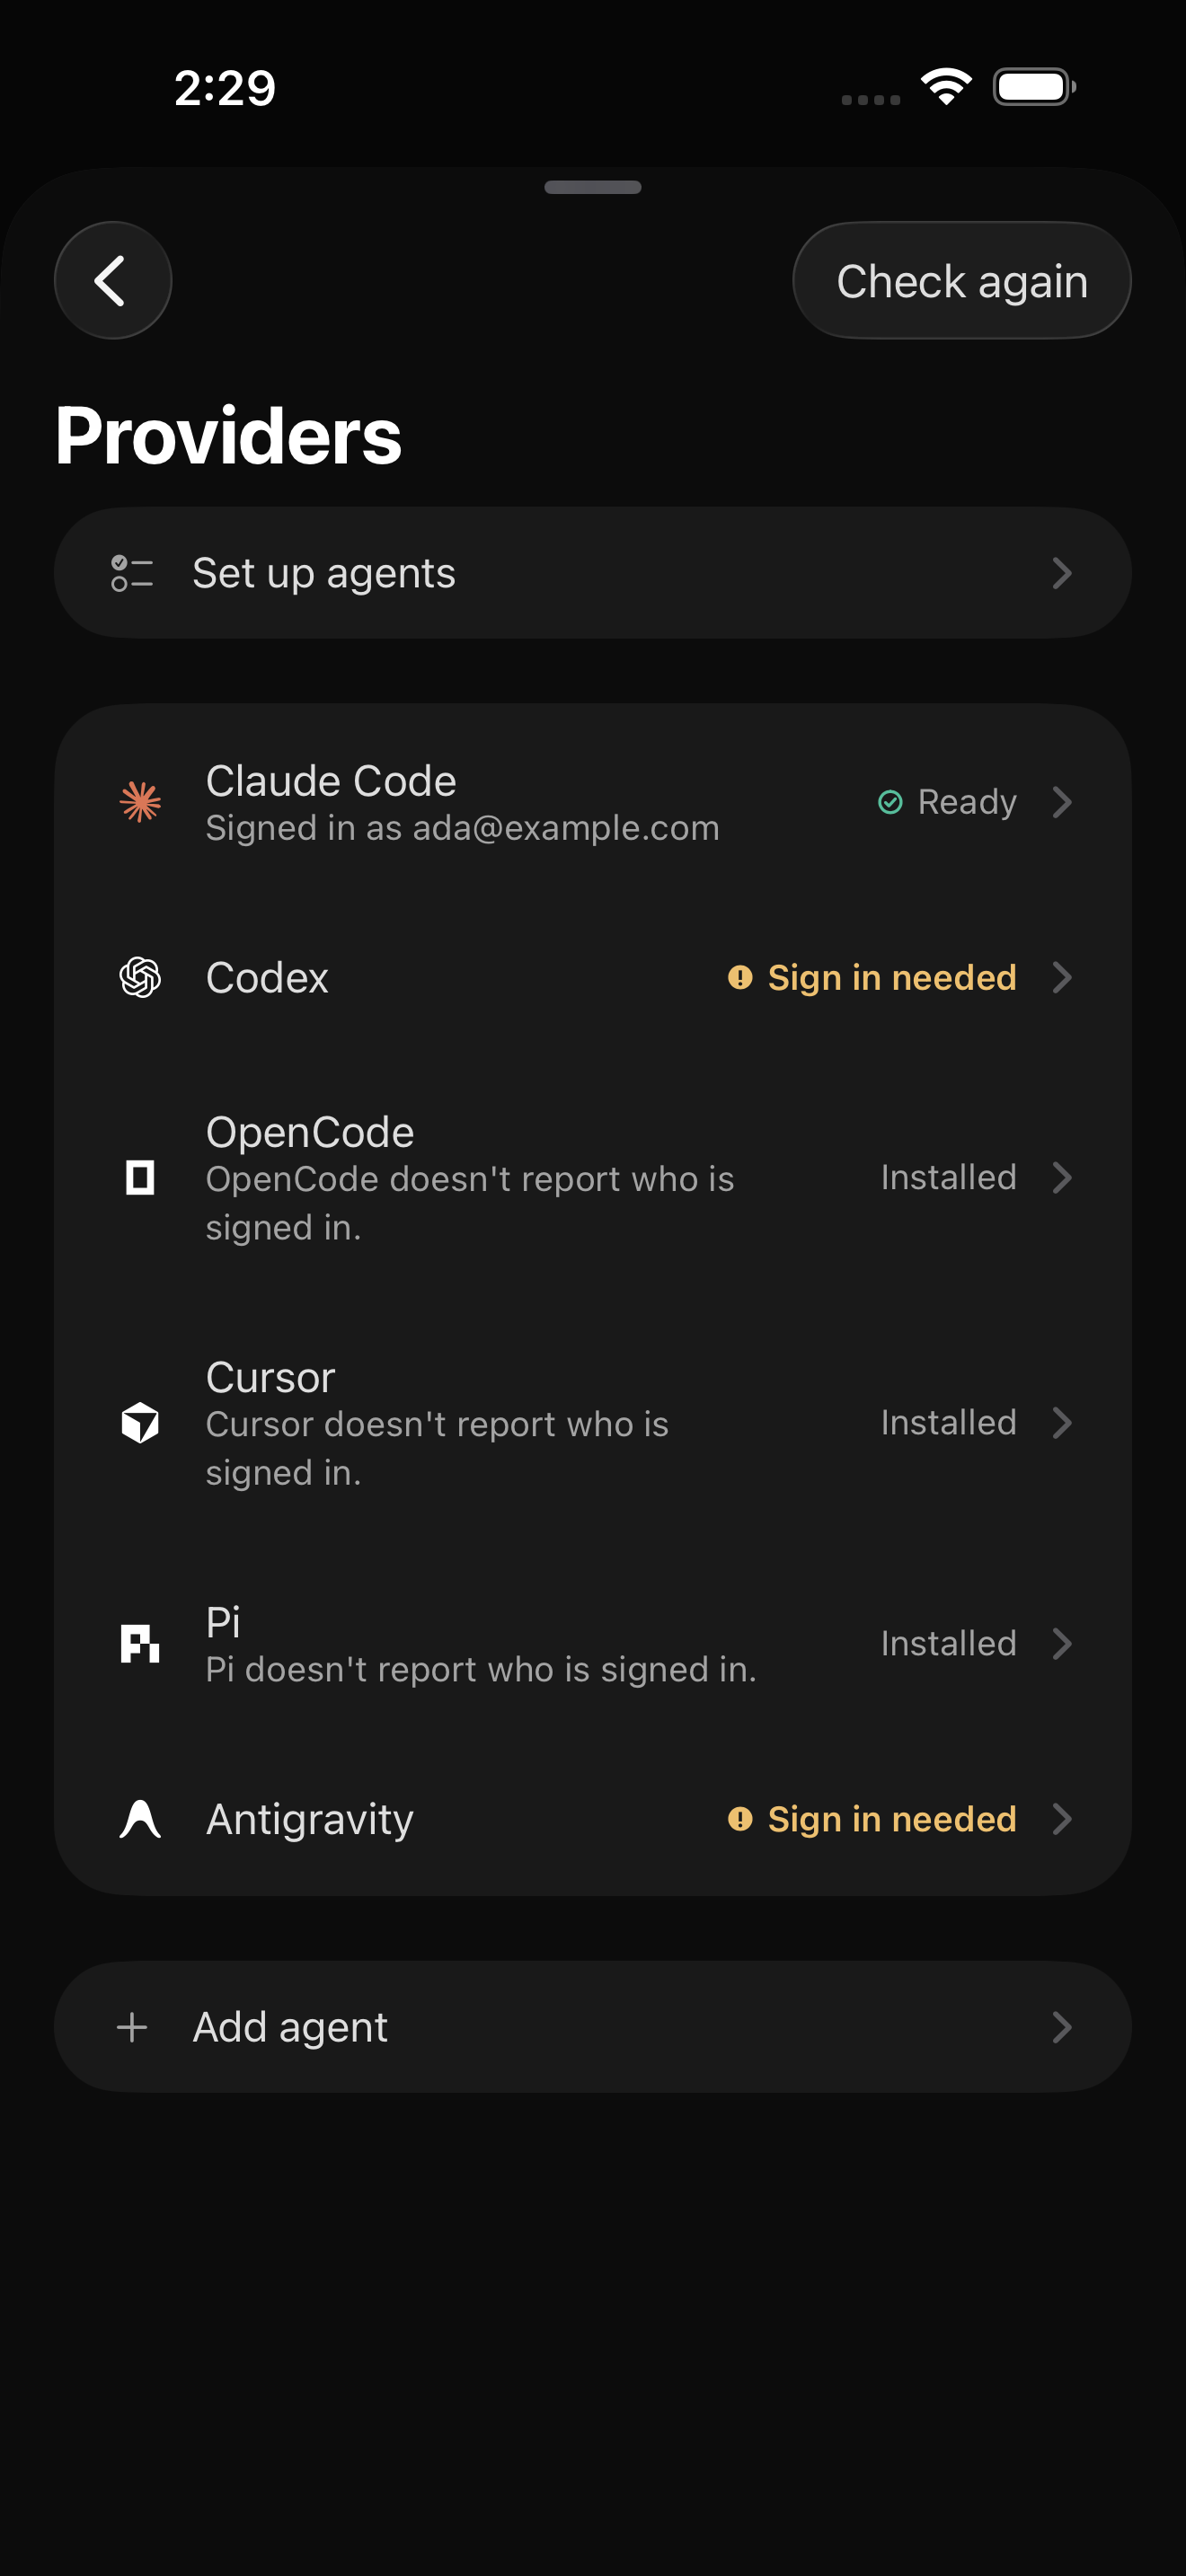 2:29
Check again
Providers
Set up agents
Claude Code
Signed in as ada@example.com
Ready
Codex
Sign in needed
OpenCode
OpenCode doesn't report who is
signed in.
Installed
Cursor
Cursor doesn't report who is
signed in.
Installed
Pi
Pi doesn't report who is signed in.
Installed
Antigravity
Sign in needed
Add agent